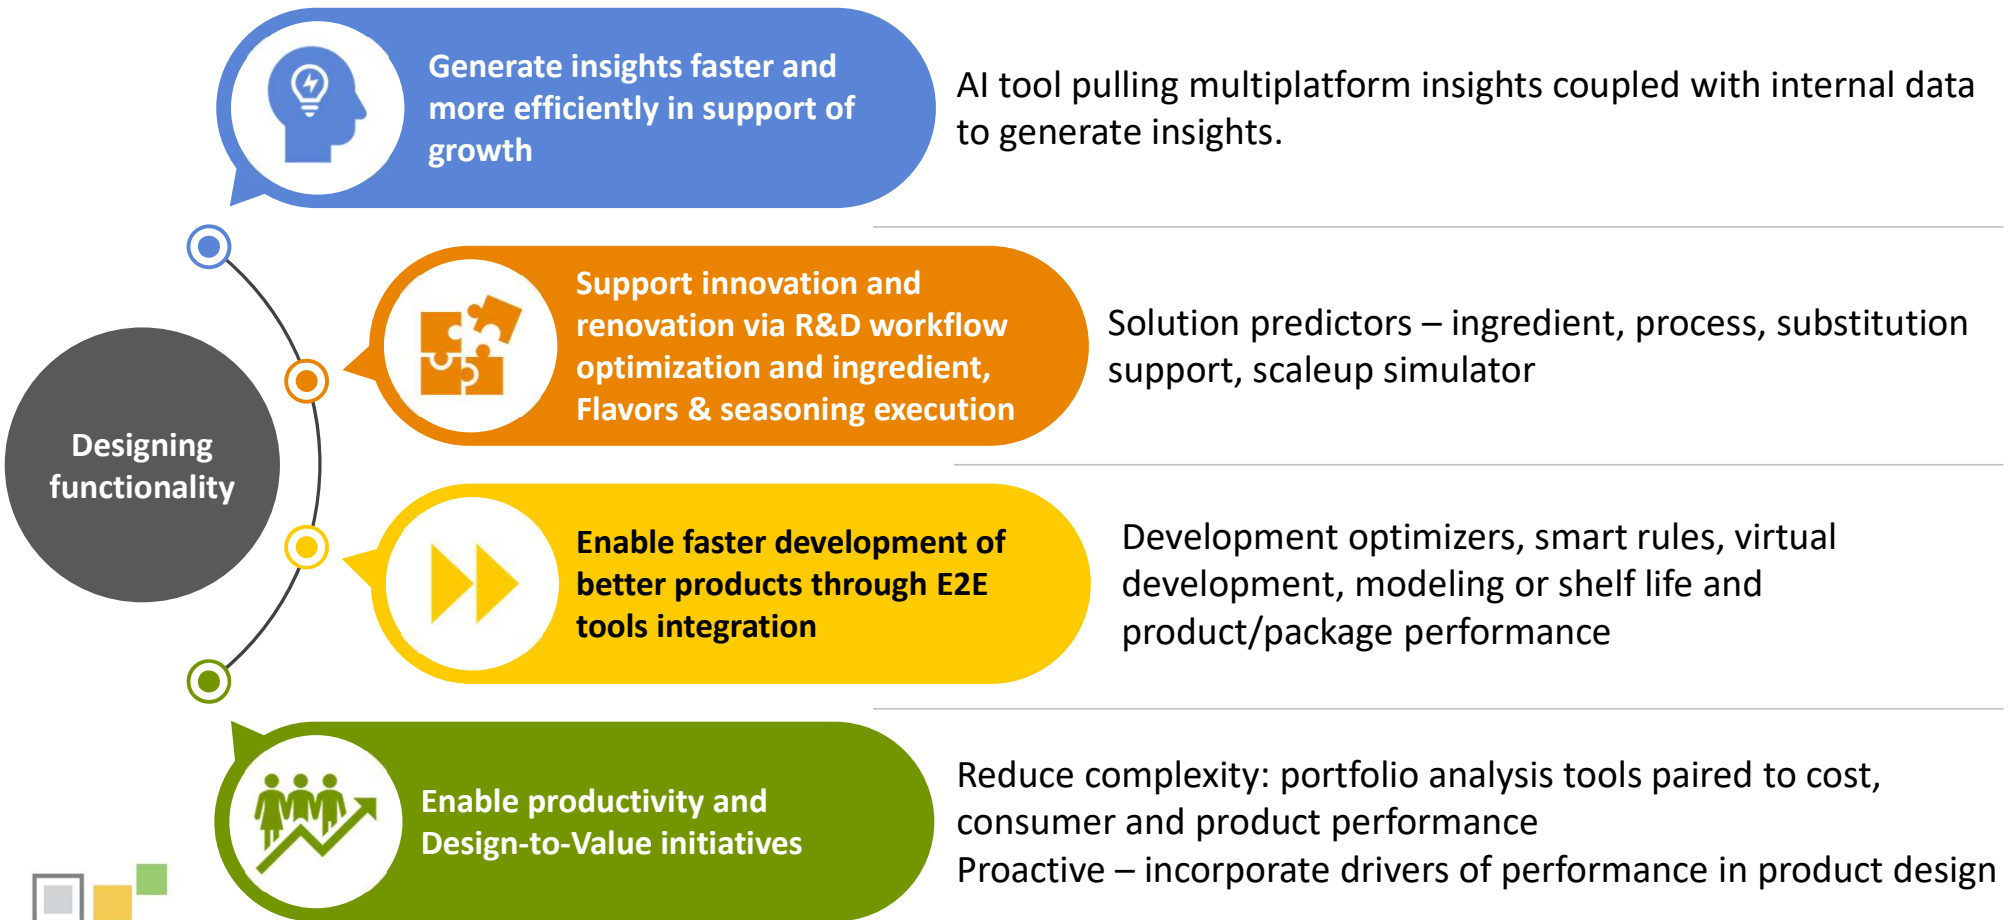 Generate insights faster and
more efficiently in support of
growth
AI tool pulling multiplatform insights coupled with internal data
to generate insights.
Support innovation and
renovation via R&D workflow
optimization and ingredient,
Flavors & seasoning execution
Solution predictors – ingredient, process, substitution
support, scaleup simulator
Designing
functionality
Enable faster development of
better products through E2E
tools integration
Development optimizers, smart rules, virtual
development, modeling or shelf life and
product/package performance
Enable productivity and
Design-to-Value initiatives
Reduce complexity: portfolio analysis tools paired to cost,
consumer and product performance
Proactive – incorporate drivers of performance in product design